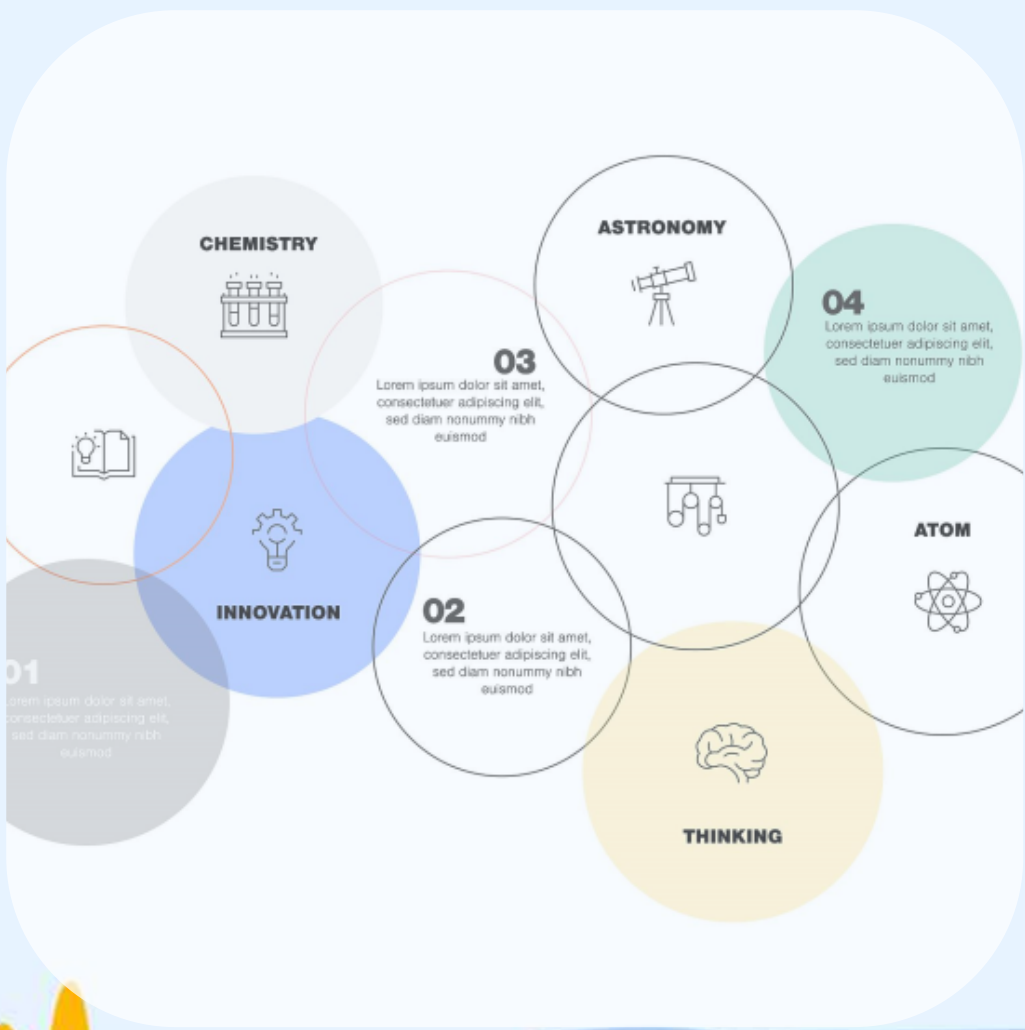 CHEMISTRY
ASTRONOMY
04
Lorem ipsum dolor sit amet,
consectetuer adipiscing elit,
sed diam nonummy nibh
euismod
03
Lorem ipsum dolor sit amet,
consectetuer adipiscing elit,
sed diam nonummy nibh
euismod
ATOM
INNOVATION
02
Lorem ipsum dolor sit amet,
consectetuer adipiscing elit,
sed diam nonummy nibh
euismod
01
Lorem ipsum dolor sit amet,
consectetuer adipiscing elit,
sed diam nonummy nibh
euismod
THINKING